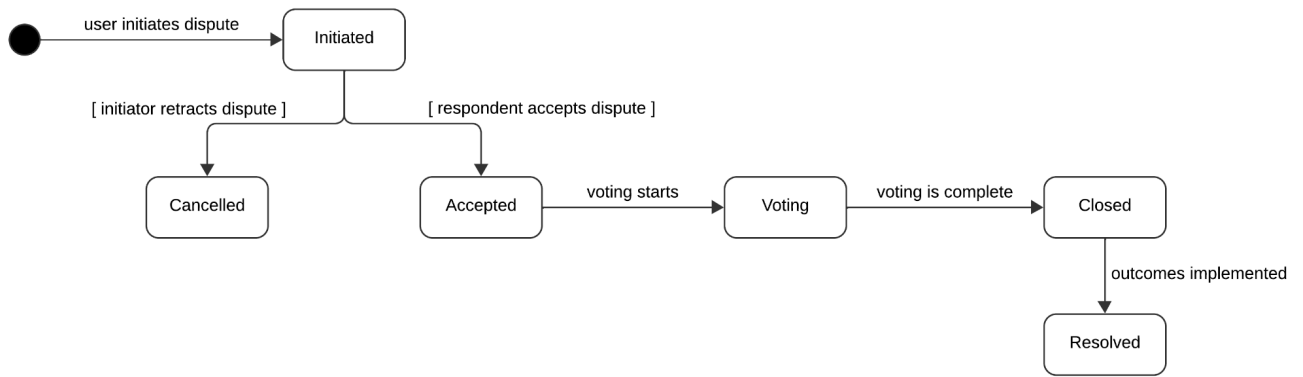 user initiates dispute
Initiated
[ initiator retracts dispute ]
[ respondent accepts dispute ]
Cancelled
Accepted
voting starts
Voting
voting is complete
Closed
outcomes implemented
Resolved